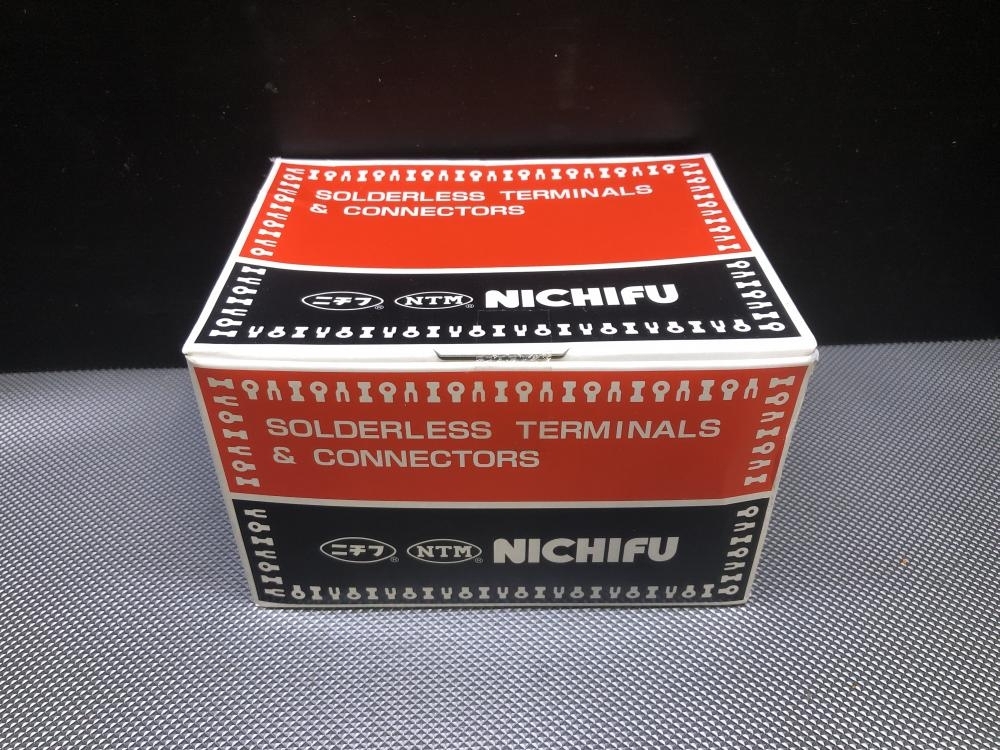 SOLDERLESS TERMINALS
& CONNECTORS
ニチフ® NTM® NICHIFU
SOLDERLESS TERMINALS
& CONNECTORS
ニチフ® NTM® NICHIFU